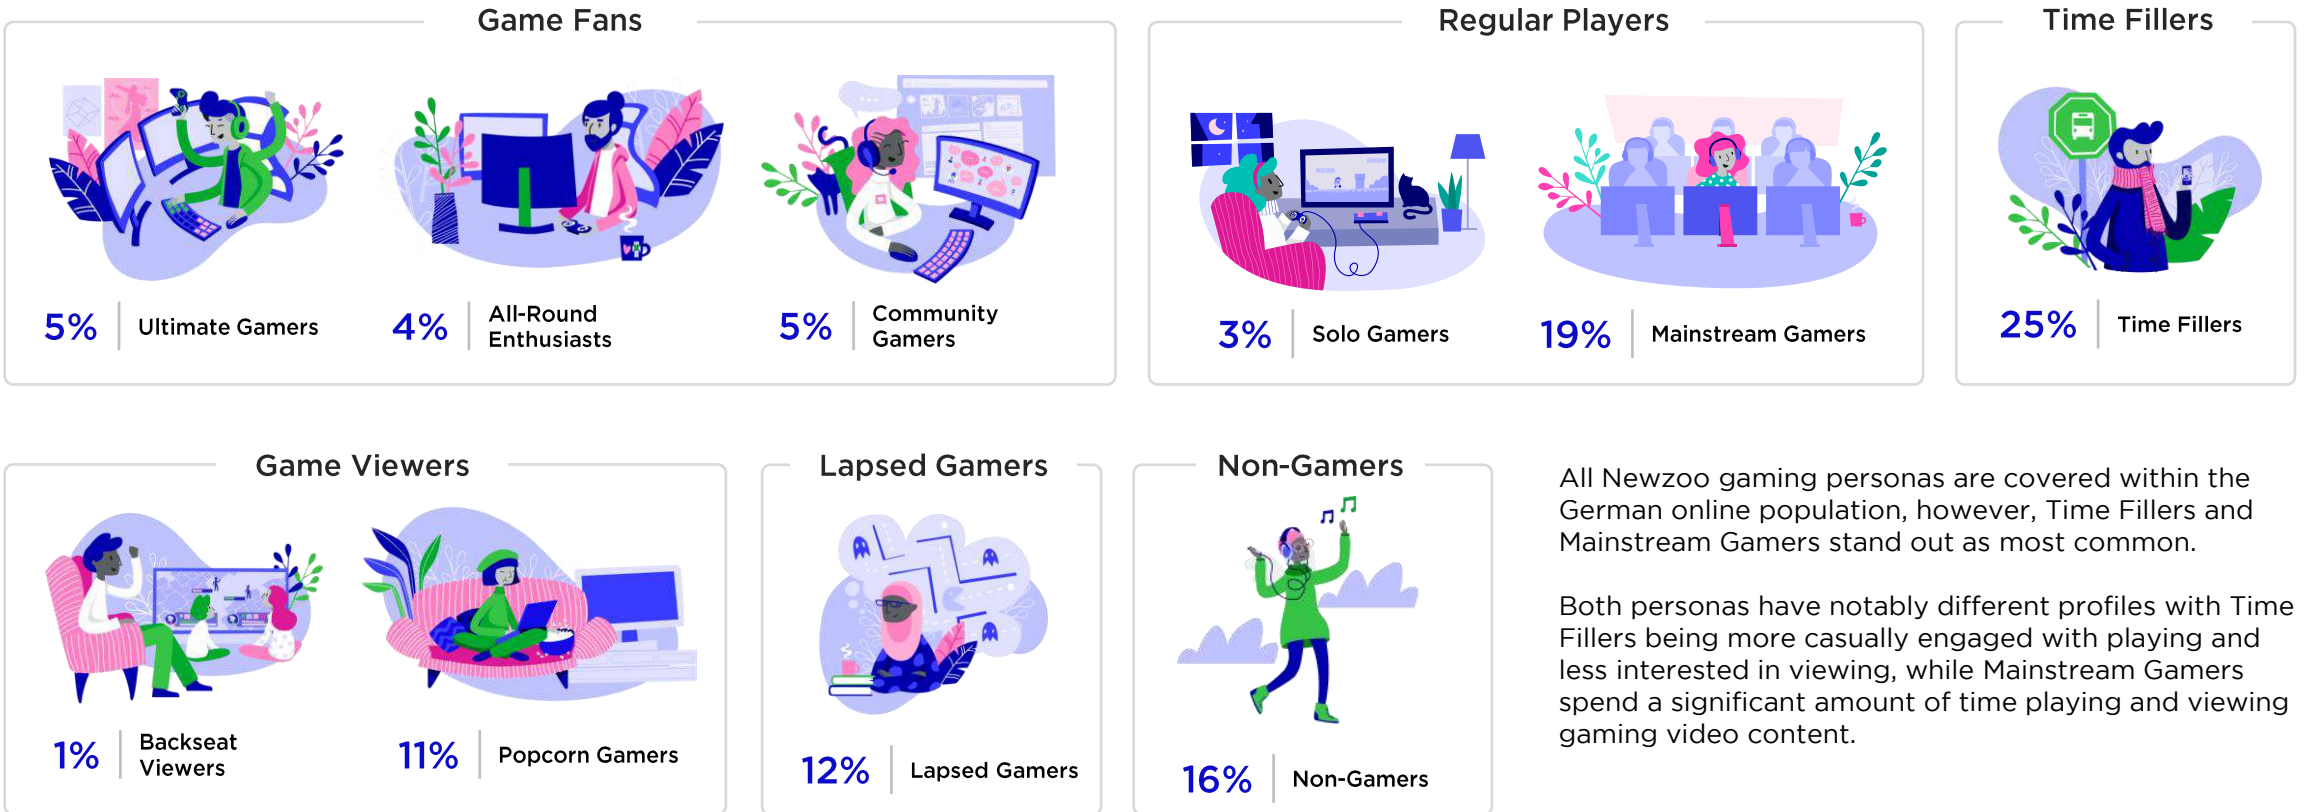 Game Fans
5%
Ultimate Gamers
4%
All-Round
Enthusiasts
5%
Community
Gamers
Regular Players
3%
Solo Gamers
19%
Mainstream Gamers
Time Fillers
25%
Time Fillers
Game Viewers
1%
Backseat
Viewers
11%
Popcorn Gamers
Lapsed Gamers
12%
Lapsed Gamers
Non-Gamers
16%
Non-Gamers
All Newzoo gaming personas are covered within the
German online population, however, Time Fillers and
Mainstream Gamers stand out as most common.
Both personas have notably different profiles with Time
Fillers being more casually engaged with playing and
less interested in viewing, while Mainstream Gamers
spend a significant amount of time playing and viewing
gaming video content.